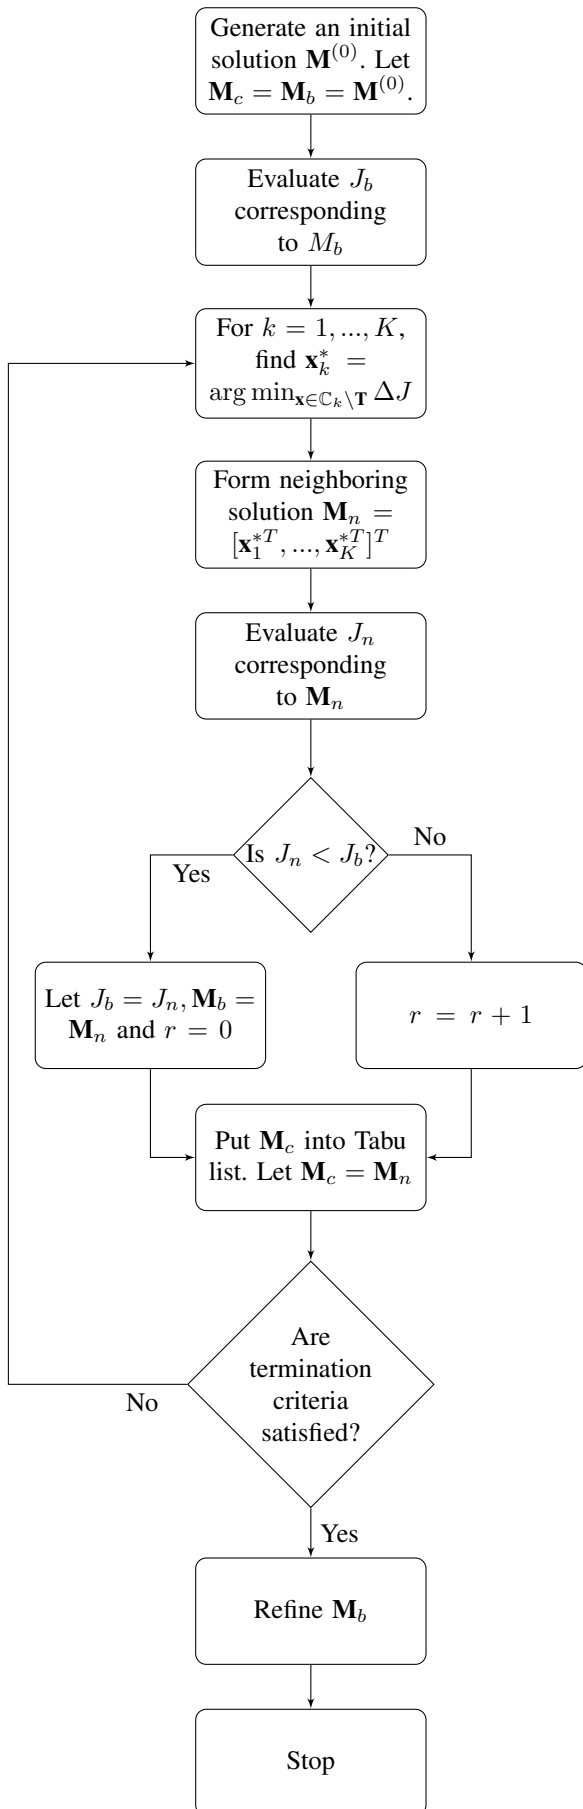 Generate an initial
solution M^(0). Let
M_c = M_b = M^(0).
Evaluate J_b
corresponding
to M_b
For k = 1, ..., K,
find x_k^* =
arg min_{x∈ℂ_k\T} ΔJ
Form neighboring
solution M_n =
[x_1^{*T}, ..., x_K^{*T}]^T
Evaluate J_n
corresponding
to M_n
Is J_n < J_b?
No
Yes
Let J_b = J_n, M_b =
M_n and r = 0
r = r + 1
Put M_c into Tabu
list. Let M_c = M_n
Are
termination
criteria
satisfied?
No
Yes
Refine M_b
Stop